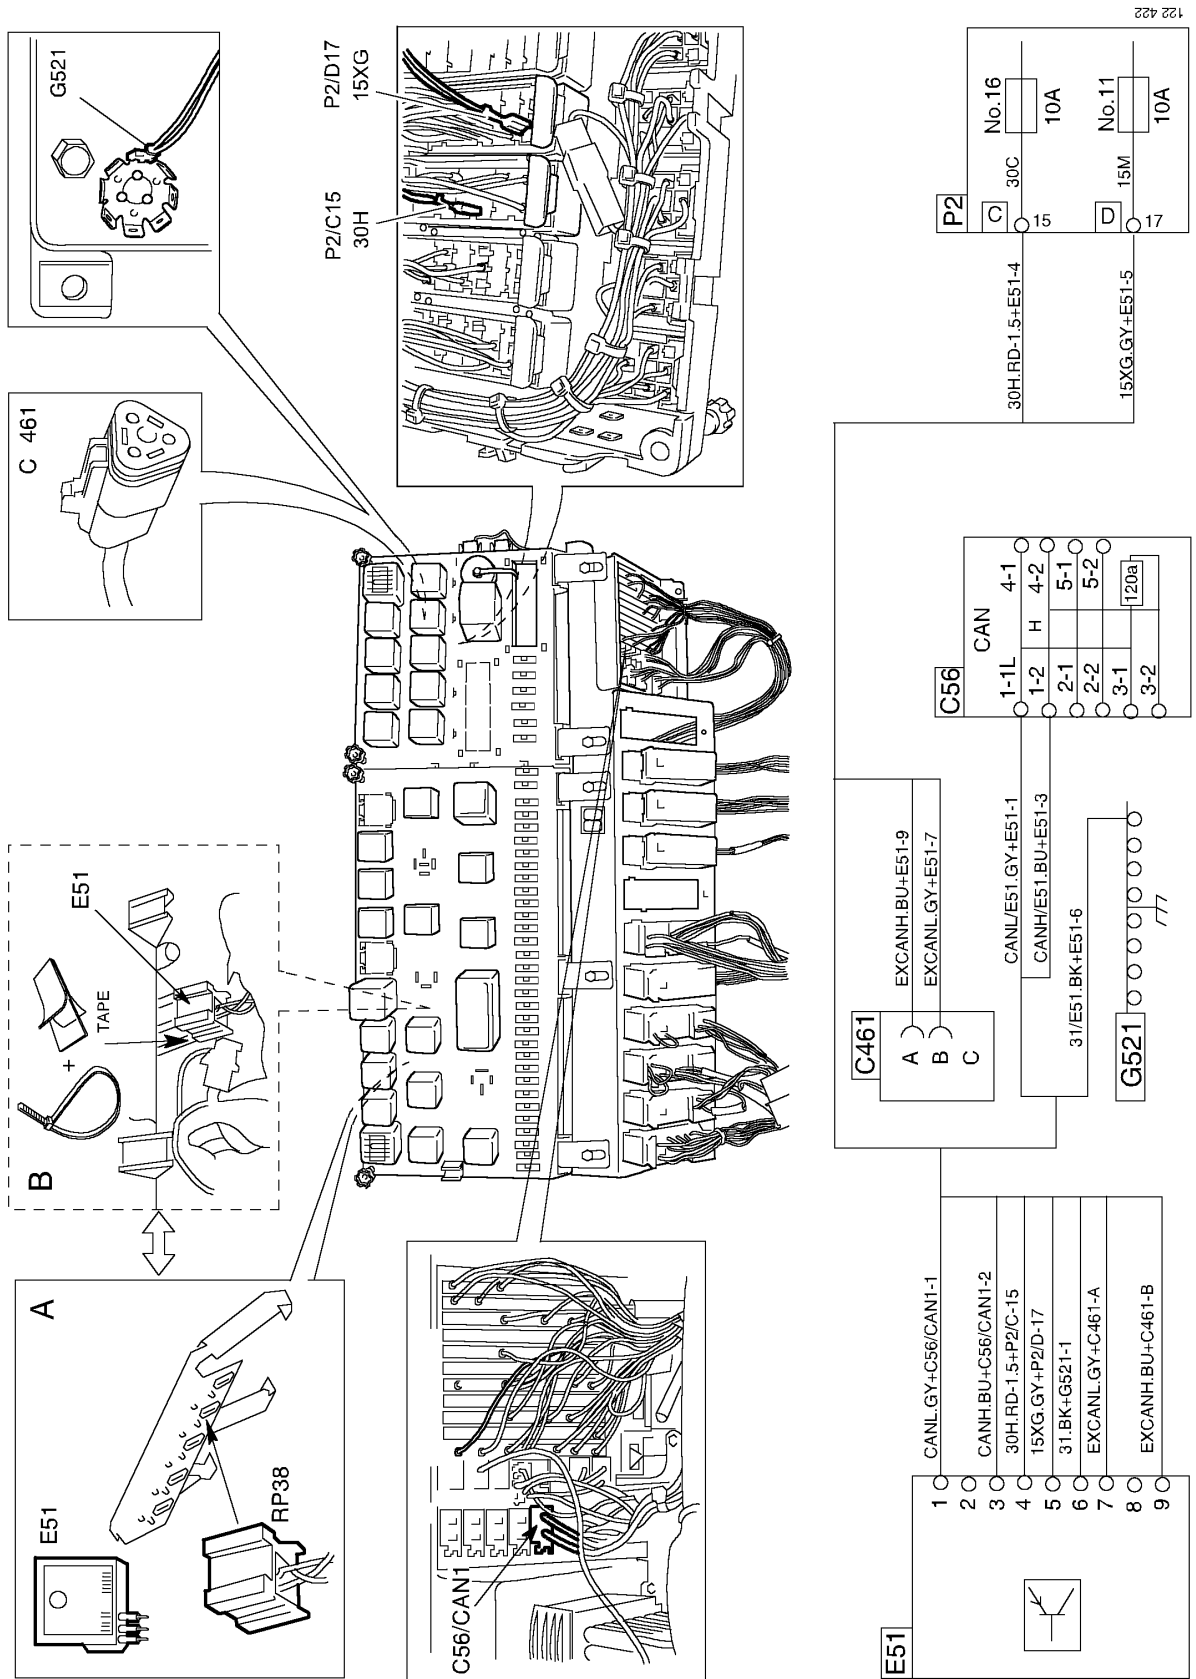 A
E51
RP38
B
+
TAPE
E51
C 461
G521
C56/CAN1
P2/C15
30H
P2/D17
15XG
E51
1
2
3
4
5
6
7
8
9
CANL.GY+C56/CAN1-1
CANH.BU+C56/CAN1-2
30H.RD-1.5+P2/C-15
15XG.GY+P2/D-17
31.BK+G521-1
EXCANL.GY+C461-A
EXCANH.BU+C461-B
C461
A
B
C
EXCANH.BU+E51-9
EXCANL.GY+E51-7
CANL/E51.GY+E51-1
CANH/E51.BU+E51-3
31/E51.BK+E51-6
G521
C56
CAN
1-1L
4-1
1-2
H
4-2
2-1
5-1
2-2
5-2
3-1
120a
3-2
30H.RD-1.5+E51-4
15XG.GY+E51-5
P2
C
15
30C
No.16
10A
D
17
15M
No.11
10A
122 422